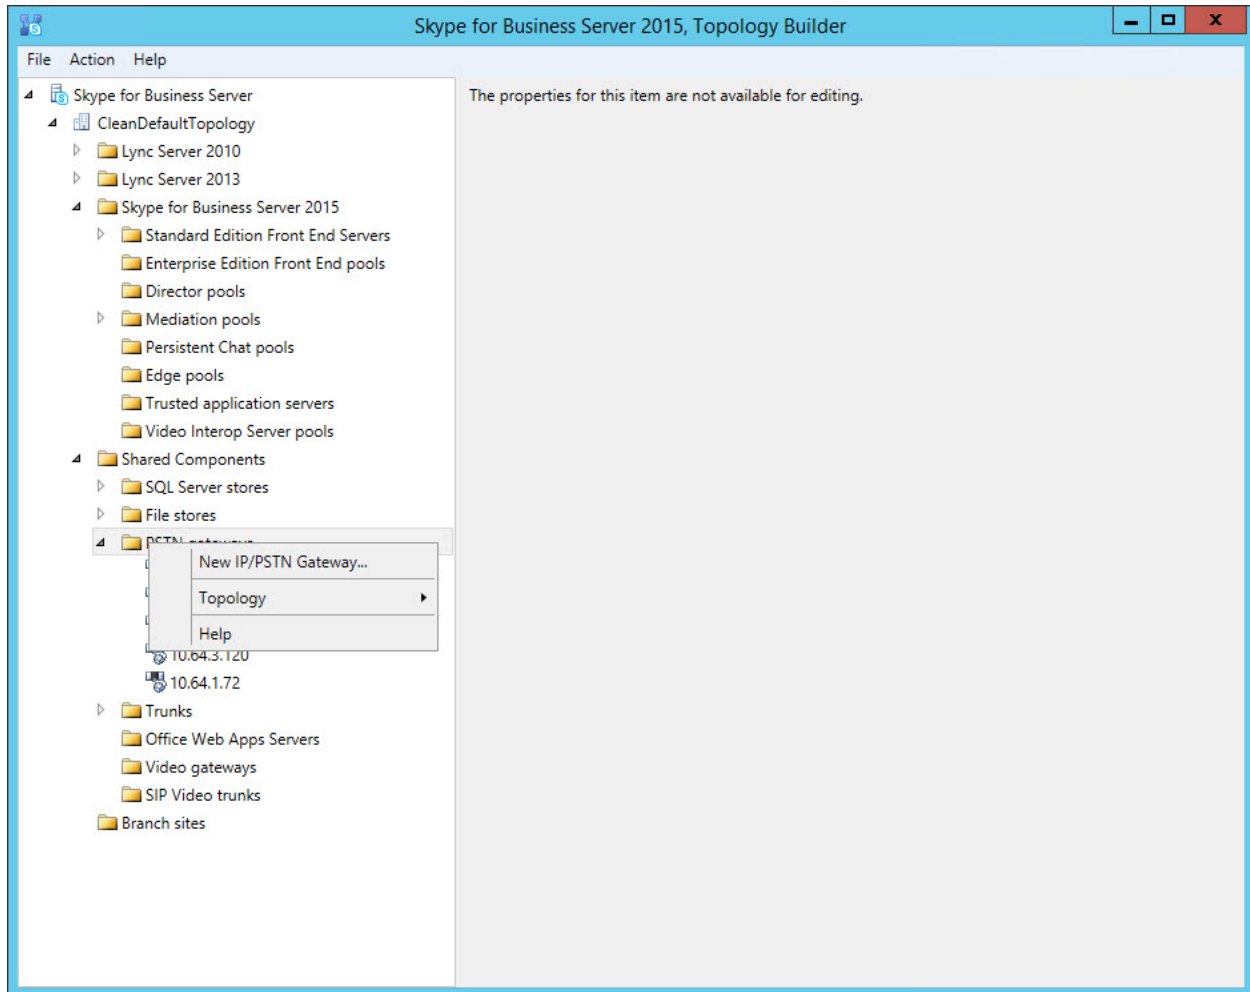 Skype for Business Server 2015, Topology Builder
File Action Help
Skype for Business Server
The properties for this item are not available for editing.
CleanDefaultTopology
Lync Server 2010
Lync Server 2013
Skype for Business Server 2015
Standard Edition Front End Servers
Enterprise Edition Front End pools
Director pools
Mediation pools
Persistent Chat pools
Edge pools
Trusted application servers
Video Interop Server pools
Shared Components
SQL Server stores
File stores
PSTN gateways
New IP/PSTN Gateway...
Topology
Help
10.64.3.120
10.64.1.72
Trunks
Office Web Apps Servers
Video gateways
SIP Video trunks
Branch sites